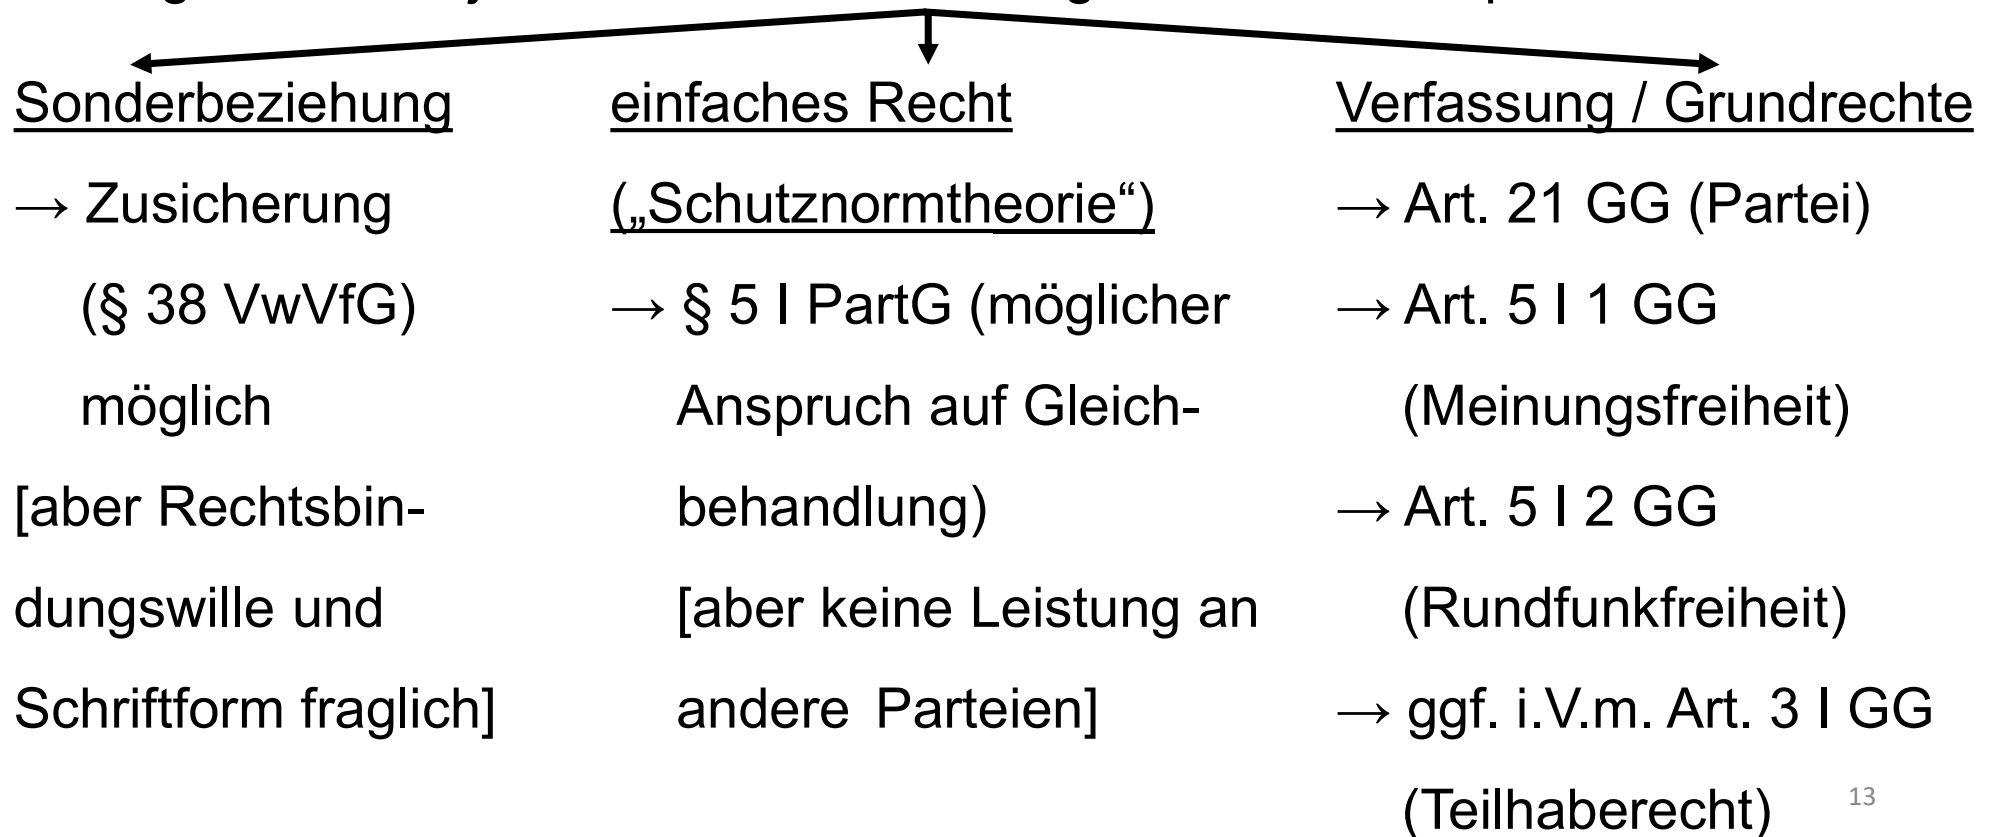 Sonderbeziehung
→ Zusicherung
(§ 38 VwVfG)
möglich
[aber Rechtsbin-
dungswille und
Schriftform fraglich]
einfaches Recht
(„Schutznormtheorie“)
→ § 5 I PartG (möglicher
Anspruch auf Gleich-
behandlung)
[aber keine Leistung an
andere Parteien]
Verfassung / Grundrechte
→ Art. 21 GG (Partei)
→ Art. 5 I 1 GG
(Meinungsfreiheit)
→ Art. 5 I 2 GG
(Rundfunkfreiheit)
→ ggf. i.V.m. Art. 3 I GG
(Teilhaberecht)
13